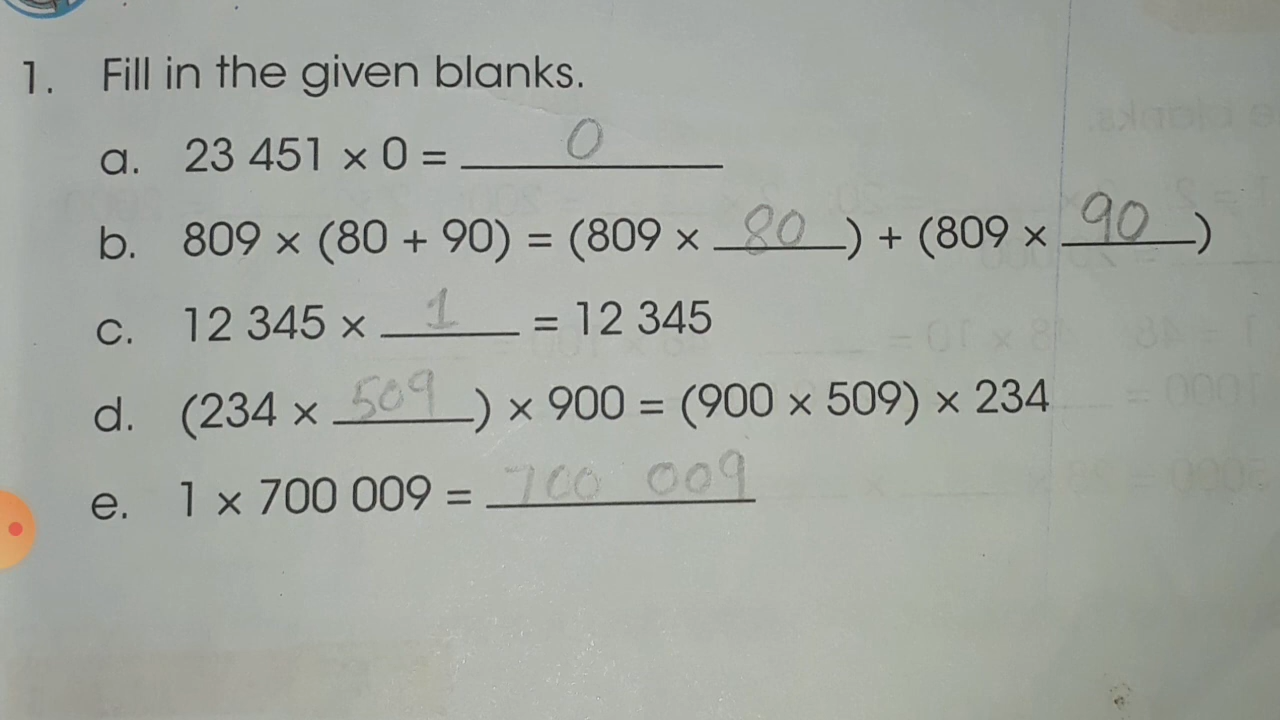 1. Fill in the given blanks.
a. 23 451 × 0 = 0
b. 809 × (80 + 90) = (809 × 80) + (809 × 90)
c. 12 345 × 1 = 12 345
d. (234 × 509) × 900 = (900 × 509) × 234
e. 1 × 700 009 = 700 009